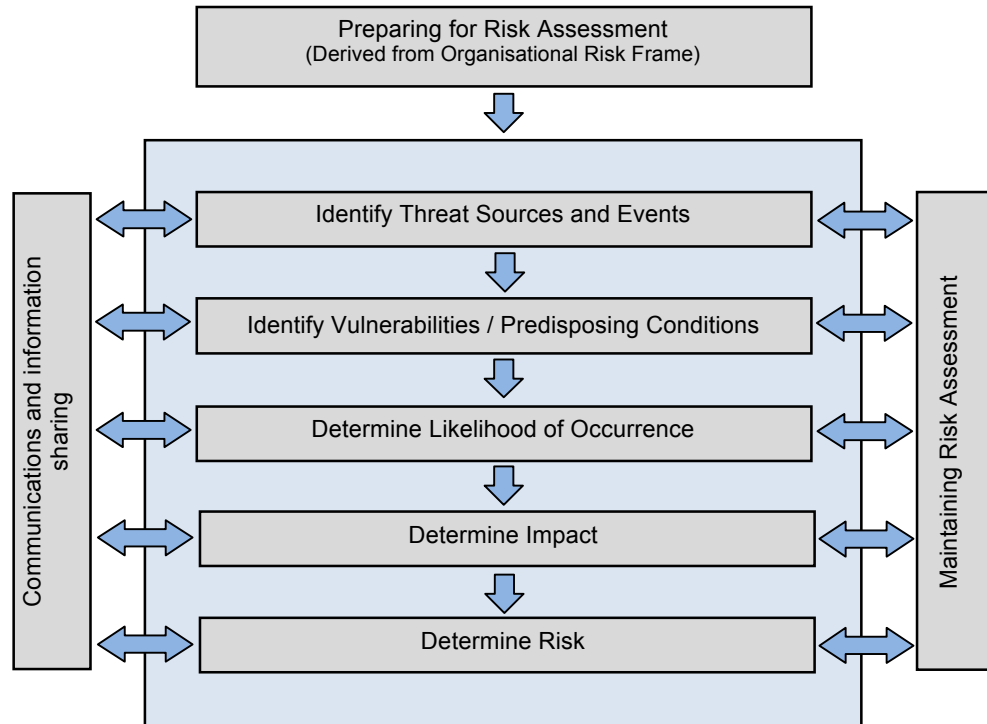 Preparing for Risk Assessment
(Derived from Organisational Risk Frame)
Identify Threat Sources and Events
Identify Vulnerabilities / Predisposing Conditions
Determine Likelihood of Occurrence
Determine Impact
Determine Risk
Communications and information
sharing
Maintaining Risk Assessment